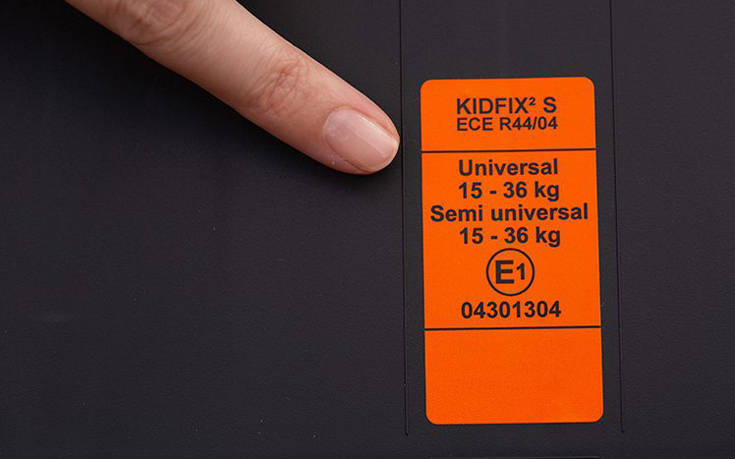 KIDFIX² S
ECE R44/04
Universal
15 - 36 kg
Semi universal
15 - 36 kg
E1
04301304